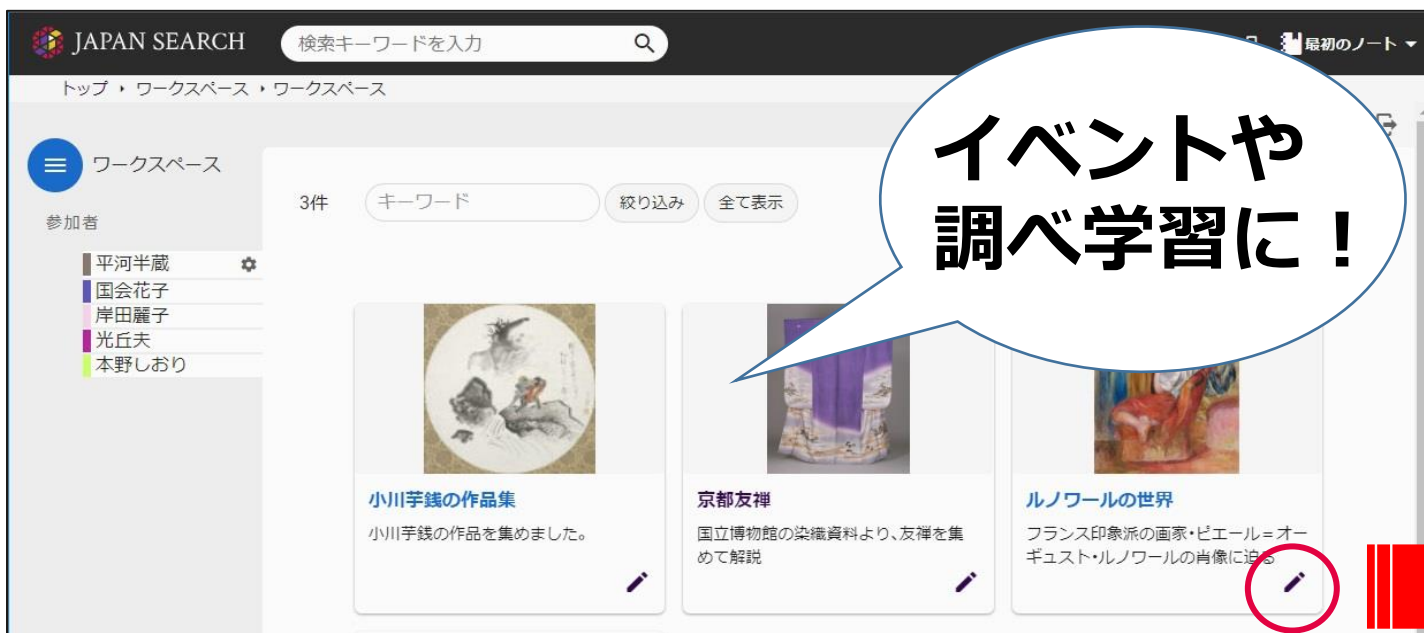 JAPAN SEARCH
検索キーワードを入力
最初のノート
トップ › ワークスペース › ワークスペース
ワークスペース
3件
キーワード
絞り込み
全て表示
参加者
平河半蔵
国会花子
岸田麗子
光丘夫
本野しおり
イベントや
調べ学習に！
小川芋銭の作品集
小川芋銭の作品を集めました。
京都友禅
国立博物館の染織資料より、友禅を集
めて解説
ルノワールの世界
フランス印象派の画家・ピエール＝オー
ギュスト・ルノワールの肖像に迫る